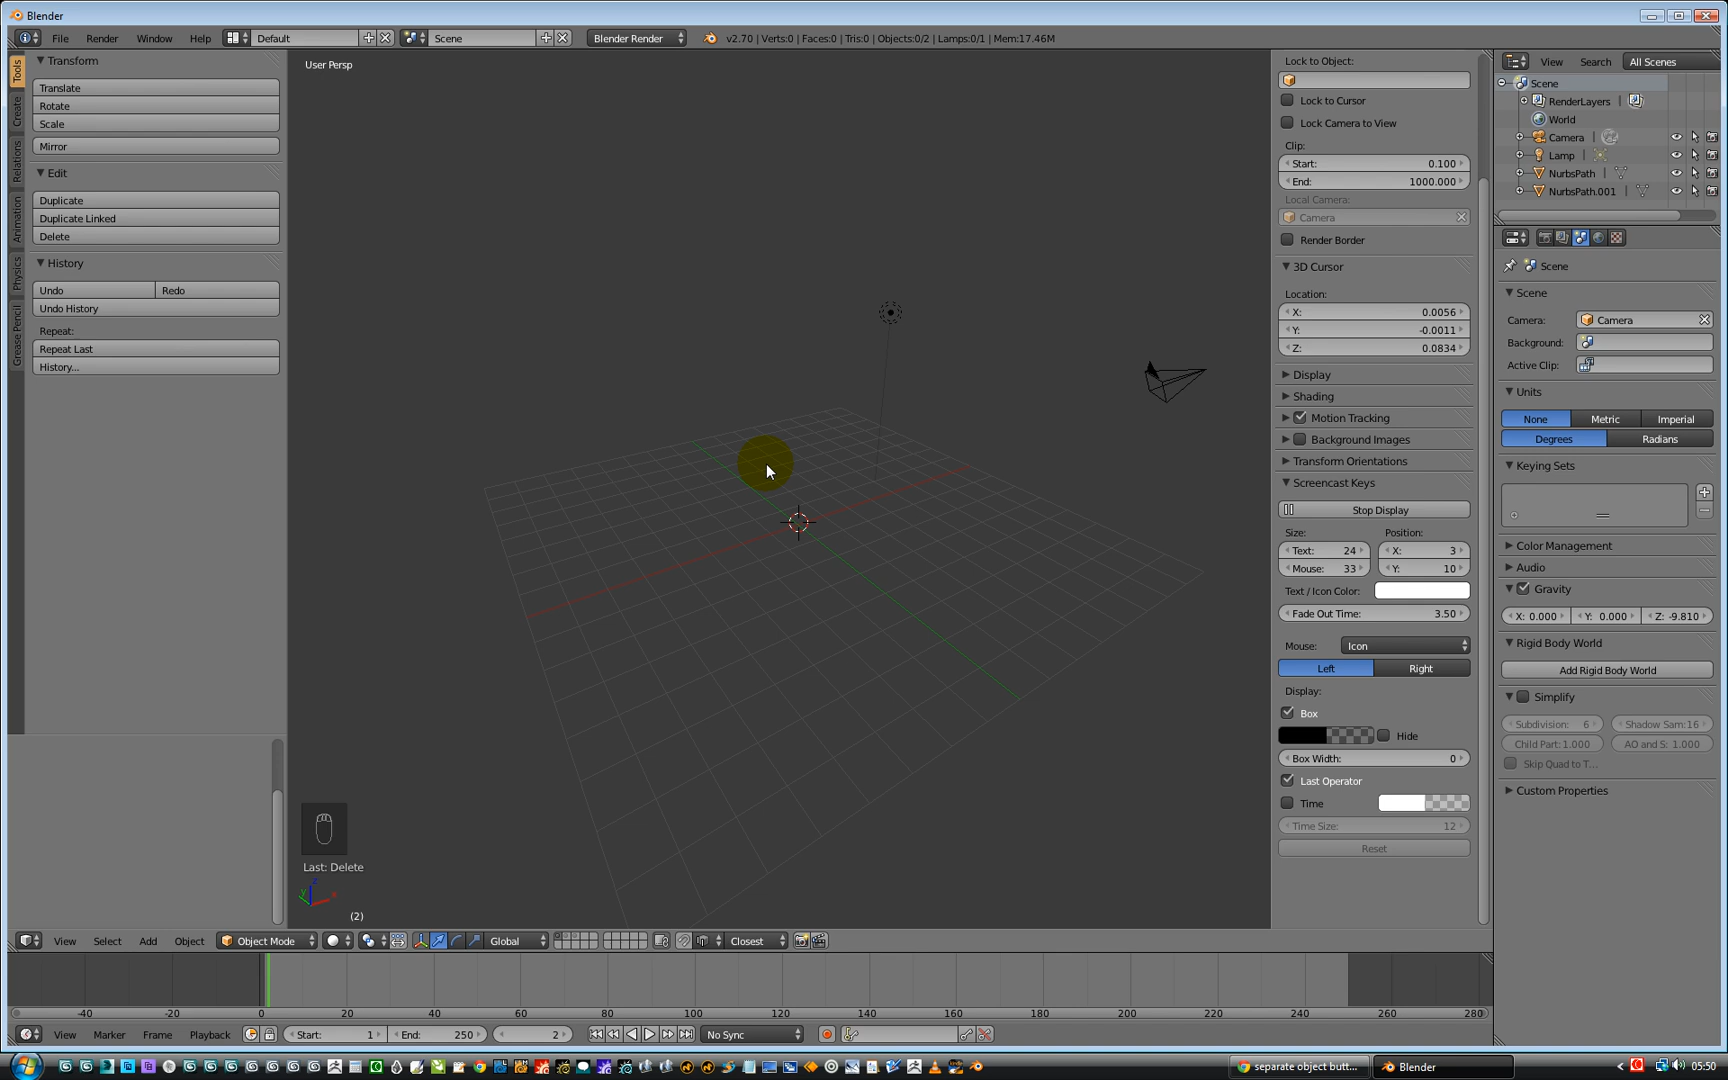 Blender
File Render Window Help Default Scene Blender Render v2.70 | Verts:0 | Faces:0 | Tris:0 | Objects:0/2 | Lamps:0/1 | Mem:17.46M
Tools
Create
Relations
Animation
Physics
Grease Pencil
Transform
Translate
Rotate
Scale
Mirror
Edit
Duplicate
Duplicate Linked
Delete
History
Undo Redo
Undo History
Repeat:
Repeat Last
History...
User Persp
Last: Delete
z
y
x
(2)
Lock to Object:
Lock to Cursor
Lock Camera to View
Clip:
Start: 0.100
End: 1000.000
Local Camera:
Camera
Render Border
3D Cursor
Location:
X: 0.0056
Y: -0.0011
Z: 0.0834
Display
Shading
Motion Tracking
Background Images
Transform Orientations
Screencast Keys
Stop Display
Size: Position:
Text: 24 X: 3
Mouse: 33 Y: 10
Text / Icon Color:
Fade Out Time: 3.50
Mouse: Icon
Left Right
Display:
Box
Hide
Box Width: 0
Last Operator
Time
Time Size: 12
Reset
View Search All Scenes
Scene
RenderLayers
World
Camera
Lamp
NurbsPath
NurbsPath.001
Scene
Scene
Camera: Camera
Background:
Active Clip:
Units
None Metric Imperial
Degrees Radians
Keying Sets
Color Management
Audio
Gravity
X: 0.000 Y: 0.000 Z: -9.810
Rigid Body World
Add Rigid Body World
Simplify
Subdivision: 6 Shadow Sam:16
Child Part:1.000 AO and S: 1.000
Skip Quad to T...
Custom Properties
View Select Add Object Object Mode Global Closest
-40 -20 0 20 40 60 80 100 120 140 160 180 200 220 240 260 280
View Marker Frame Playback Start: 1 End: 250 2 No Sync
separate object butt... Blender 05:50